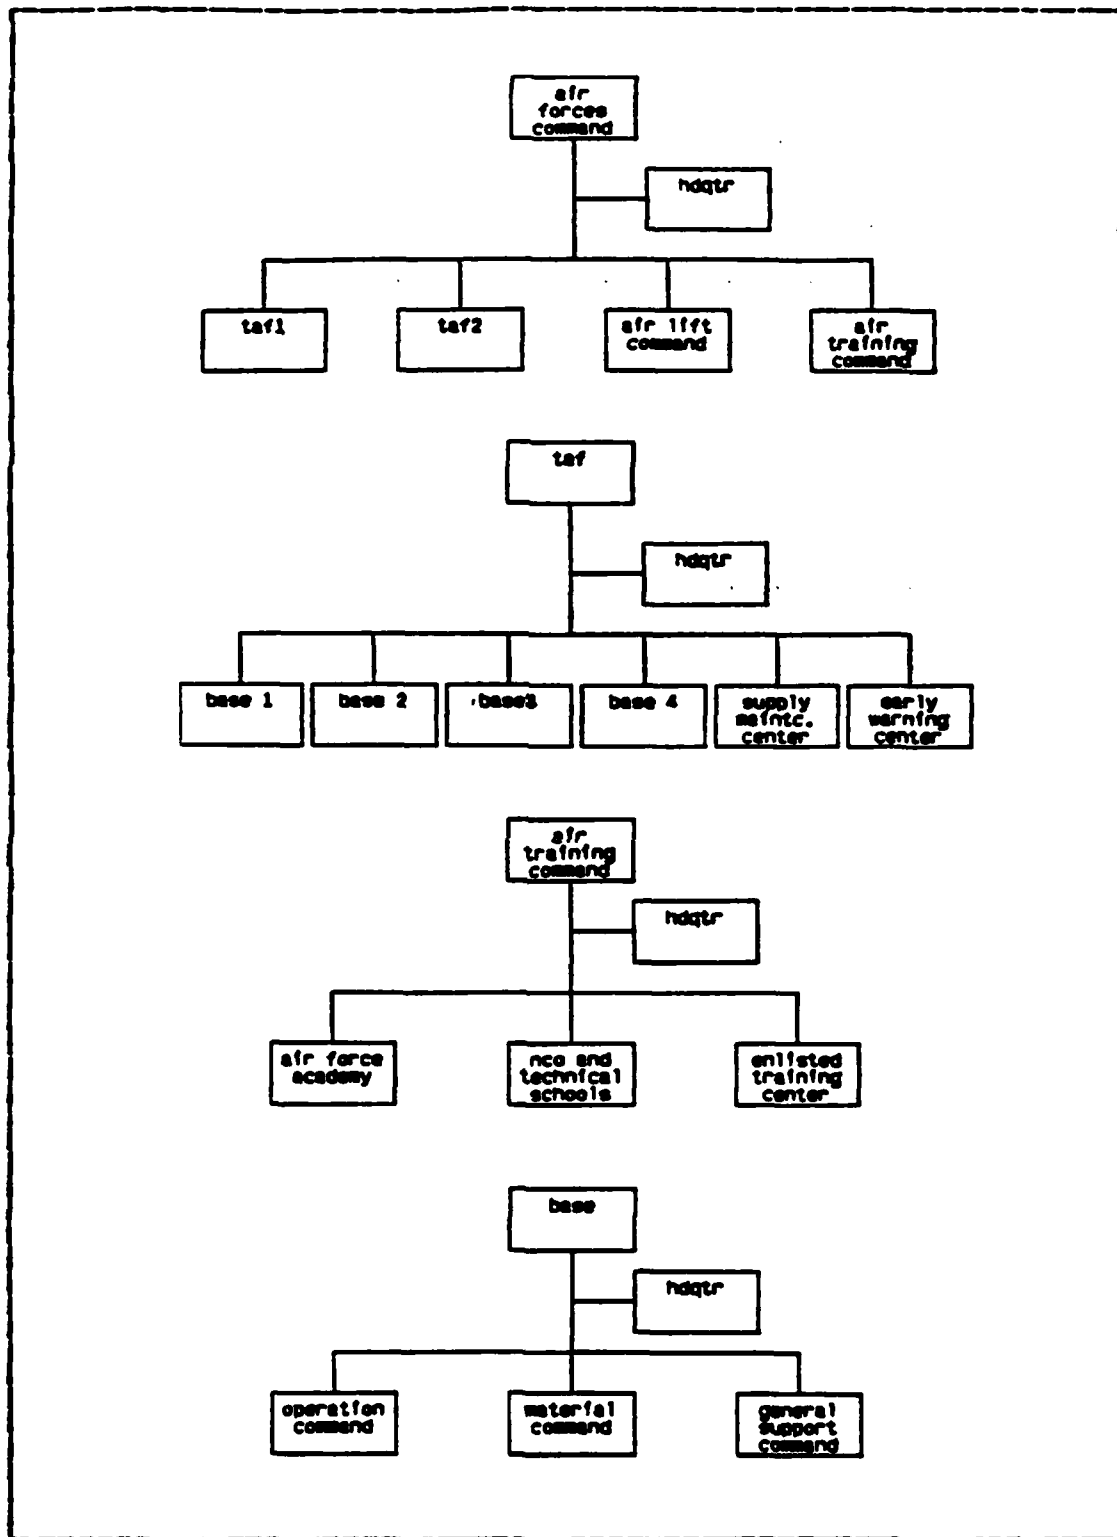 air
forces
command
hdqtr
taf1
taf2
air lift
command
air
training
command
taf
hdqtr
base 1
base 2
base3
base 4
supply
maintc.
center
early
warning
center
air
training
command
hdqtr
air force
academy
nco and
technical
schools
enlisted
training
center
base
hdqtr
operation
command
material
command
general
support
command